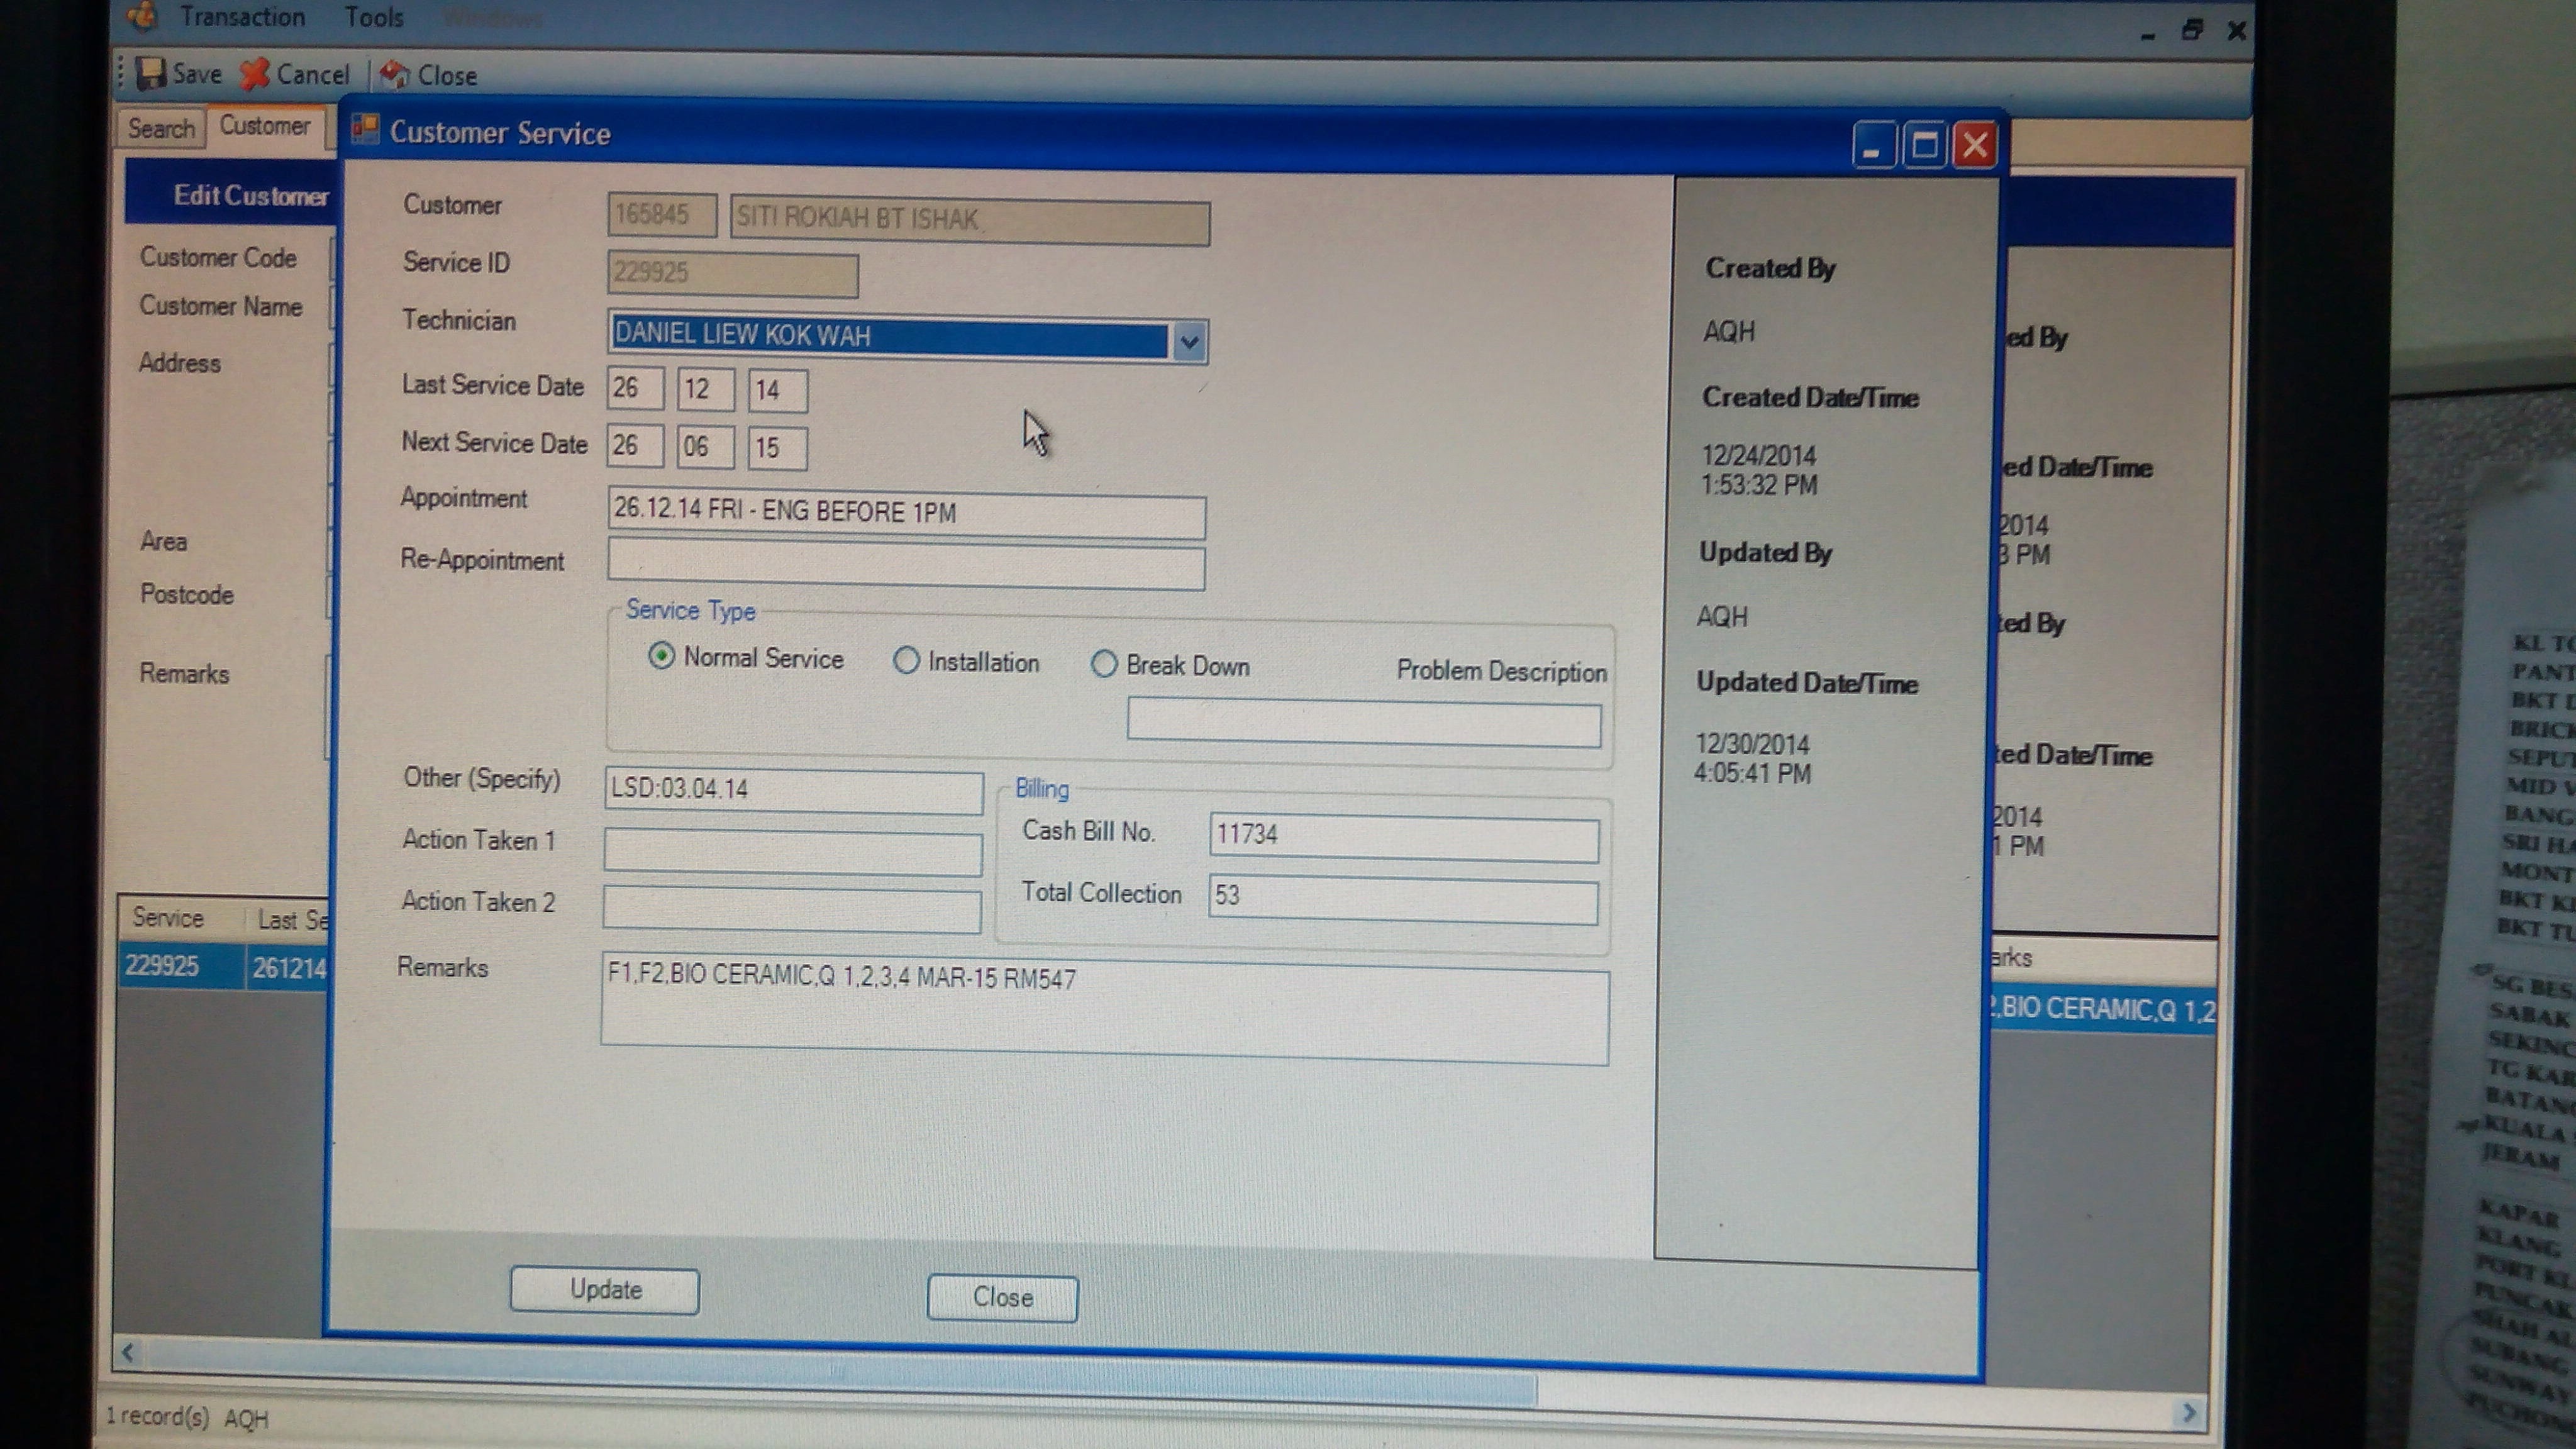 Transaction Tools Windows
Save Cancel Close
Search Customer
Edit Customer
Customer Code
Customer Name
Address
Area
Postcode
Remarks
Service Last Se
229925 261214
1 record(s) AQH
Customer Service
Customer 165845 SITI ROKIAH BT ISHAK
Service ID 229925
Technician DANIEL LIEW KOK WAH
Last Service Date 26 12 14
Next Service Date 26 06 15
Appointment 26.12.14 FRI - ENG BEFORE 1PM
Re-Appointment
Service Type
Normal Service Installation Break Down Problem Description
Other (Specify) LSD:03.04.14
Billing
Action Taken 1
Cash Bill No. 11734
Action Taken 2
Total Collection 53
Remarks F1,F2,BIO CERAMIC,Q 1,2,3,4 MAR-15 RM547
Update Close
Created By
AQH
Created Date/Time
12/24/2014
1:53:32 PM
Updated By
AQH
Updated Date/Time
12/30/2014
4:05:41 PM
ed By
ed Date/Time
2014
3 PM
ted By
ted Date/Time
2014
1 PM
arks
2,BIO CERAMIC,Q 1,2
KL
PANT
BKT
BRICK
SEPUT
MID V
BANG
SRI HA
MONT
BKT
BKT TU
SG BES
SABAK
SEKINC
TG KAR
BATANG
KUALA
JERAM
KAPAR
KLANG
PORT KL
PUNCAK
SHAH AL
SUBANG
SUNWAY
PUCHONG